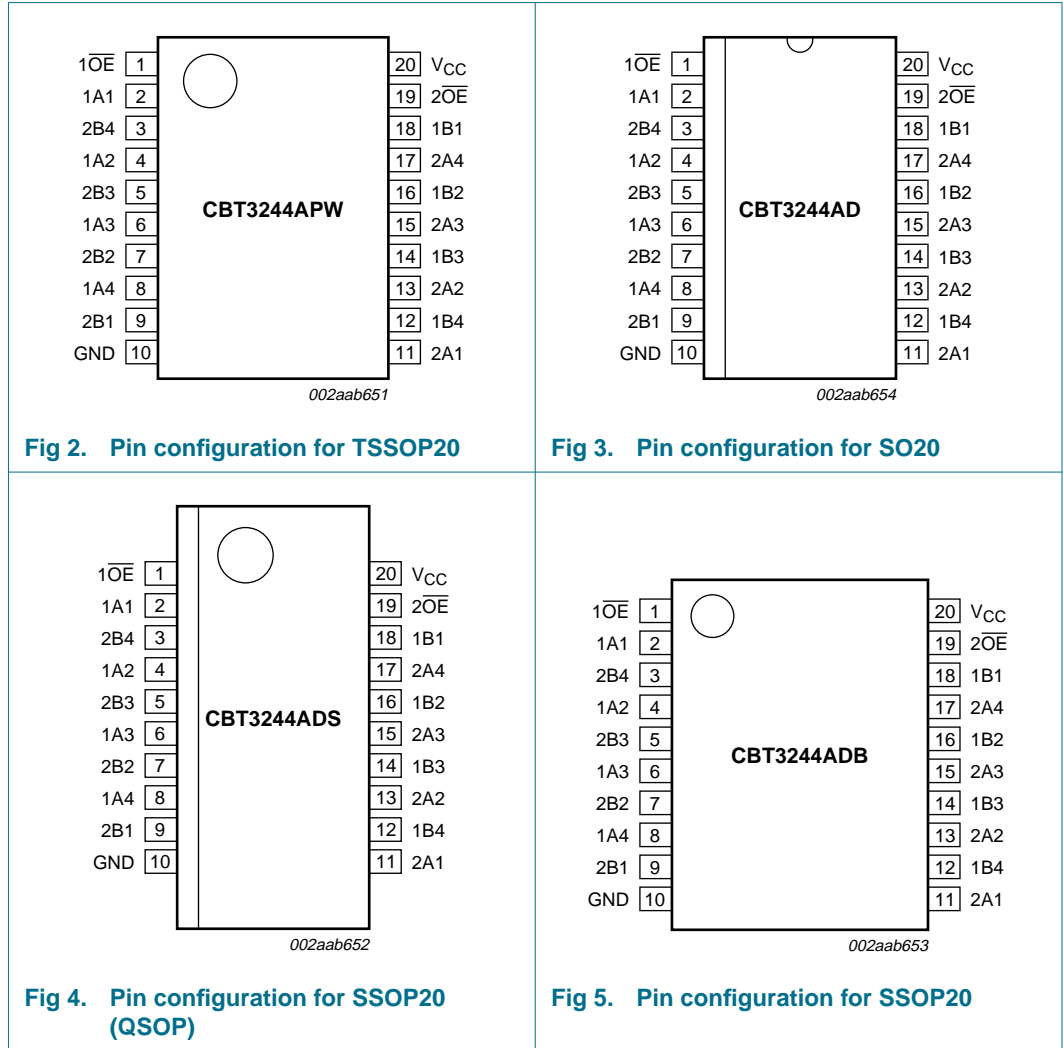 1O̅E̅ 1 20 VCC
1A1 2 19 2O̅E̅
2B4 3 18 1B1
1A2 4 17 2A4
2B3 5 16 1B2
1A3 6 15 2A3
CBT3244APW
2B2 7 14 1B3
1A4 8 13 2A2
2B1 9 12 1B4
GND 10 11 2A1
002aab651
Fig 2. Pin configuration for TSSOP20
1O̅E̅ 1 20 VCC
1A1 2 19 2O̅E̅
2B4 3 18 1B1
1A2 4 17 2A4
2B3 5 16 1B2
CBT3244AD
1A3 6 15 2A3
2B2 7 14 1B3
1A4 8 13 2A2
2B1 9 12 1B4
GND 10 11 2A1
002aab654
Fig 3. Pin configuration for SO20
1O̅E̅ 1 20 VCC
1A1 2 19 2O̅E̅
2B4 3 18 1B1
1A2 4 17 2A4
2B3 5 16 1B2
CBT3244ADS
1A3 6 15 2A3
2B2 7 14 1B3
1A4 8 13 2A2
2B1 9 12 1B4
GND 10 11 2A1
002aab652
Fig 4. Pin configuration for SSOP20
(QSOP)
1O̅E̅ 1 20 VCC
1A1 2 19 2O̅E̅
2B4 3 18 1B1
1A2 4 17 2A4
2B3 5 16 1B2
CBT3244ADB
1A3 6 15 2A3
2B2 7 14 1B3
1A4 8 13 2A2
2B1 9 12 1B4
GND 10 11 2A1
002aab653
Fig 5. Pin configuration for SSOP20